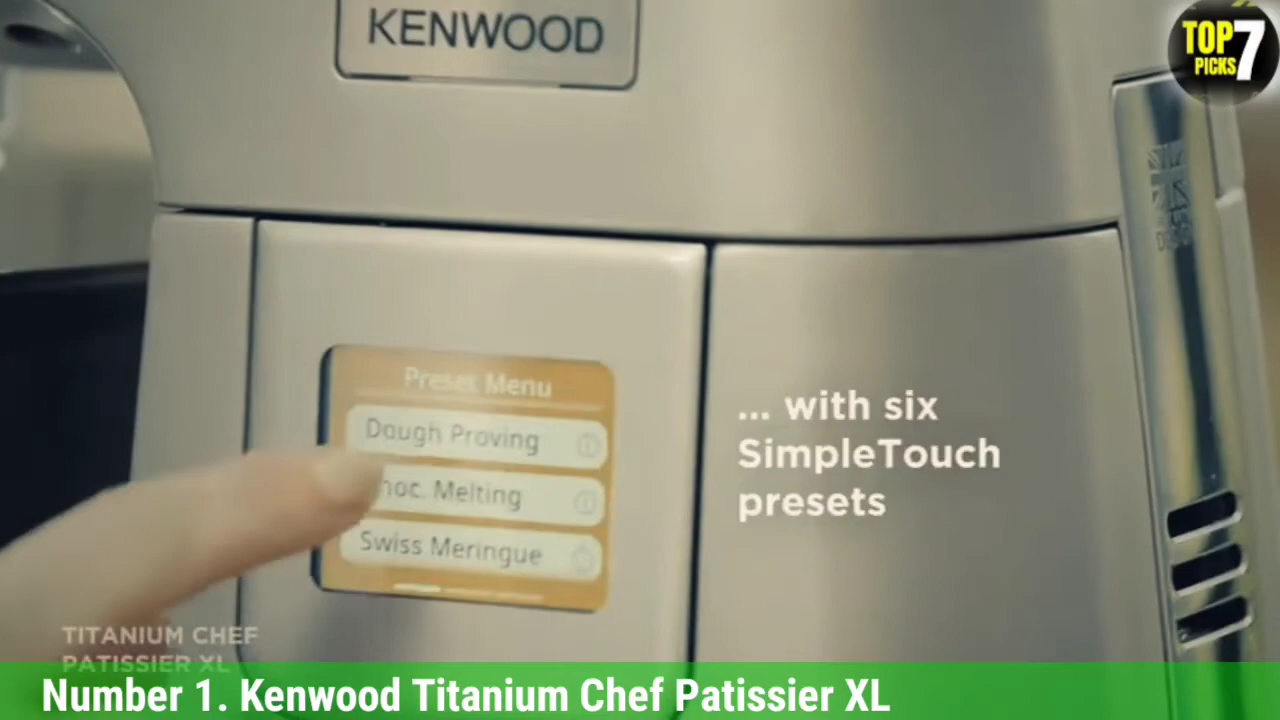 KENWOOD
TOP 7
PICKS
Preset Menu
Dough Proving
Melting
Swiss Meringue
... with six
SimpleTouch
presets
TITANIUM CHEF
PATISSIER XL
Number 1. Kenwood Titanium Chef Patissier XL